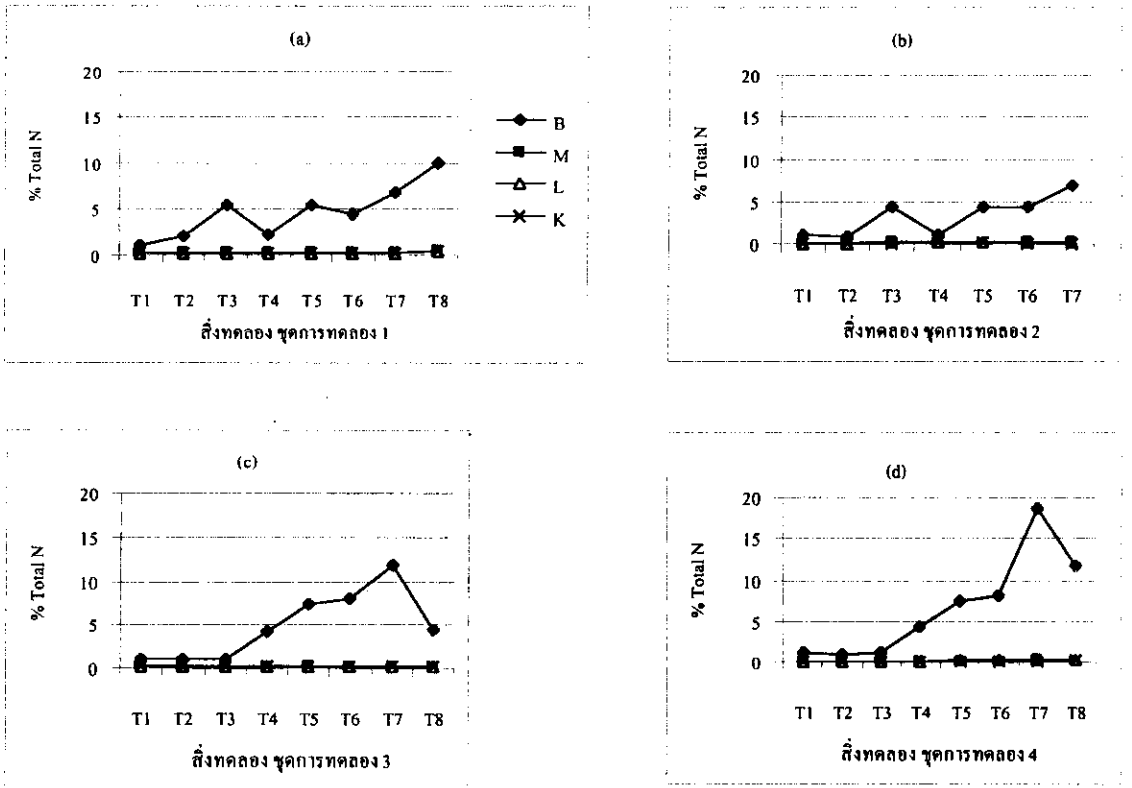 (a)
20
15
10
5
0
% Total N
T1 T2 T3 T4 T5 T6 T7 T8
สิ่งทดลอง ชุดการทดลอง 1
B
M
L
K
(b)
20
15
10
5
0
% Total N
T1 T2 T3 T4 T5 T6 T7
สิ่งทดลอง ชุดการทดลอง 2
(c)
20
15
10
5
0
% Total N
T1 T2 T3 T4 T5 T6 T7 T8
สิ่งทดลอง ชุดการทดลอง 3
(d)
20
15
10
5
0
% Total N
T1 T2 T3 T4 T5 T6 T7 T8
สิ่งทดลอง ชุดการทดลอง 4